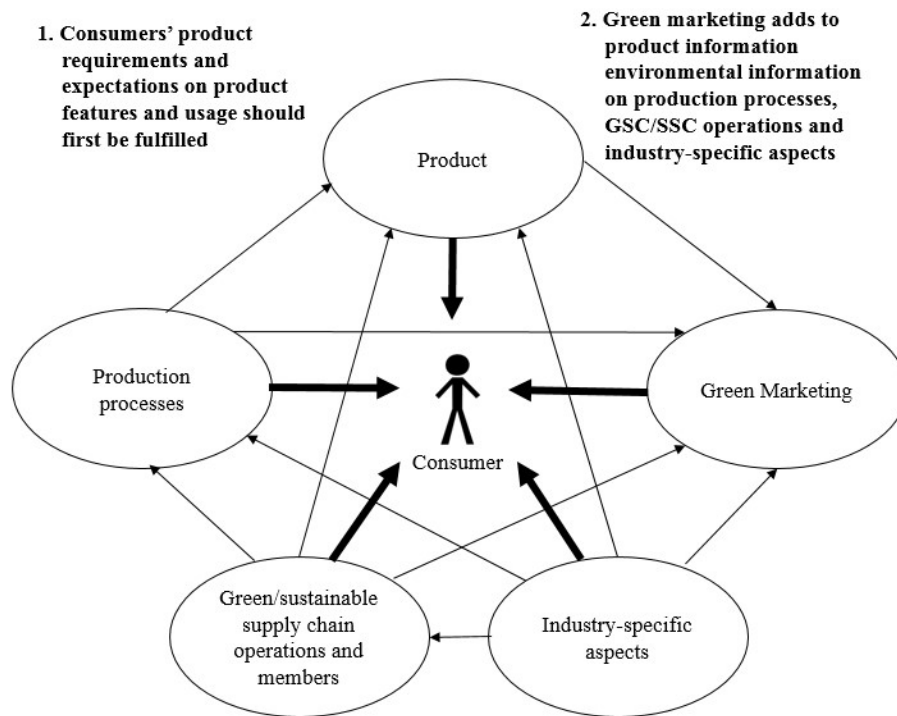 1. Consumers’ product
requirements and
expectations on product
features and usage should
first be fulfilled
2. Green marketing adds to
product information
environmental information
on production processes,
GSC/SSC operations and
industry-specific aspects
Product
Production
processes
Green Marketing
Consumer
Green/sustainable
supply chain
operations and
members
Industry-specific
aspects